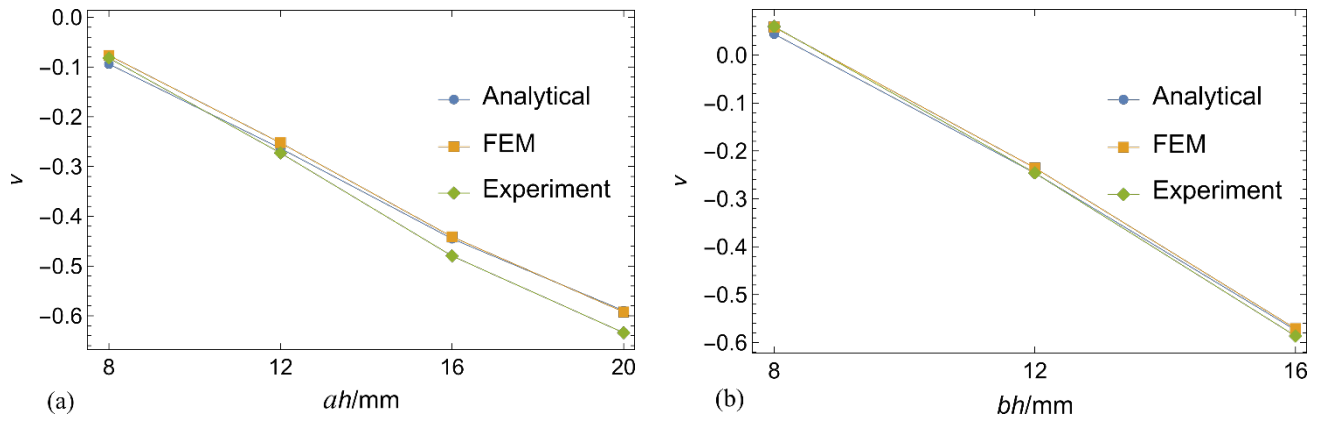 0.0
−0.1
−0.2
−0.3
−0.4
−0.5
−0.6
ν
Analytical
FEM
Experiment
8
12
16
20
ah/mm
(a)
0.0
−0.1
−0.2
−0.3
−0.4
−0.5
−0.6
ν
Analytical
FEM
Experiment
8
12
16
bh/mm
(b)